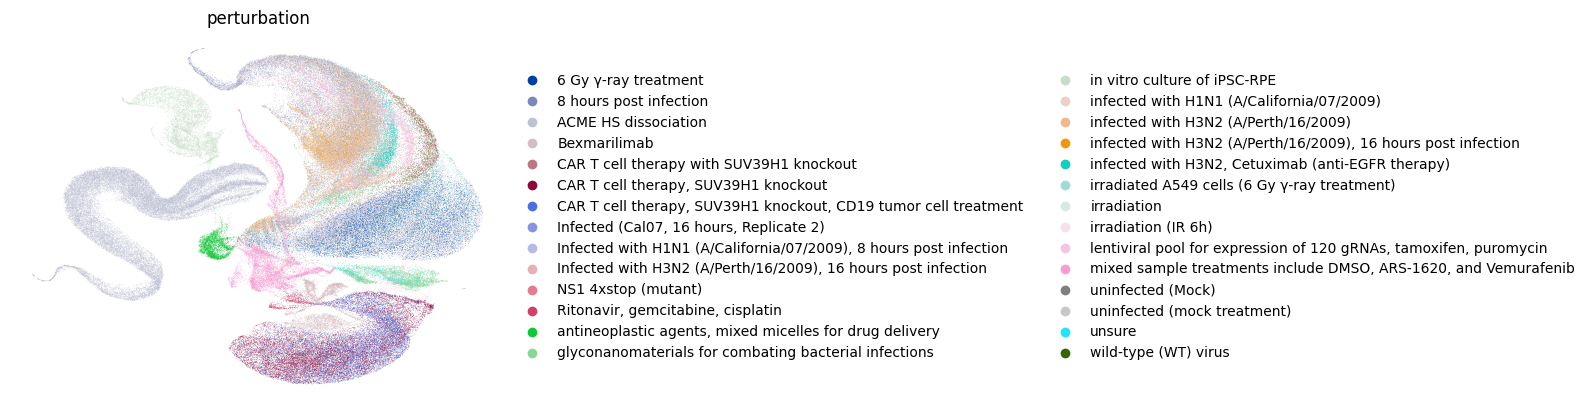 perturbation
6 Gy γ-ray treatment
8 hours post infection
ACME HS dissociation
Bexmarilimab
CAR T cell therapy with SUV39H1 knockout
CAR T cell therapy, SUV39H1 knockout
CAR T cell therapy, SUV39H1 knockout, CD19 tumor cell treatment
Infected (Cal07, 16 hours, Replicate 2)
Infected with H1N1 (A/California/07/2009), 8 hours post infection
Infected with H3N2 (A/Perth/16/2009), 16 hours post infection
NS1 4xstop (mutant)
Ritonavir, gemcitabine, cisplatin
antineoplastic agents, mixed micelles for drug delivery
glyconanomaterials for combating bacterial infections
in vitro culture of iPSC-RPE
infected with H1N1 (A/California/07/2009)
infected with H3N2 (A/Perth/16/2009)
infected with H3N2 (A/Perth/16/2009), 16 hours post infection
infected with H3N2, Cetuximab (anti-EGFR therapy)
irradiated A549 cells (6 Gy γ-ray treatment)
irradiation
irradiation (IR 6h)
lentiviral pool for expression of 120 gRNAs, tamoxifen, puromycin
mixed sample treatments include DMSO, ARS-1620, and Vemurafenib
uninfected (Mock)
uninfected (mock treatment)
unsure
wild-type (WT) virus